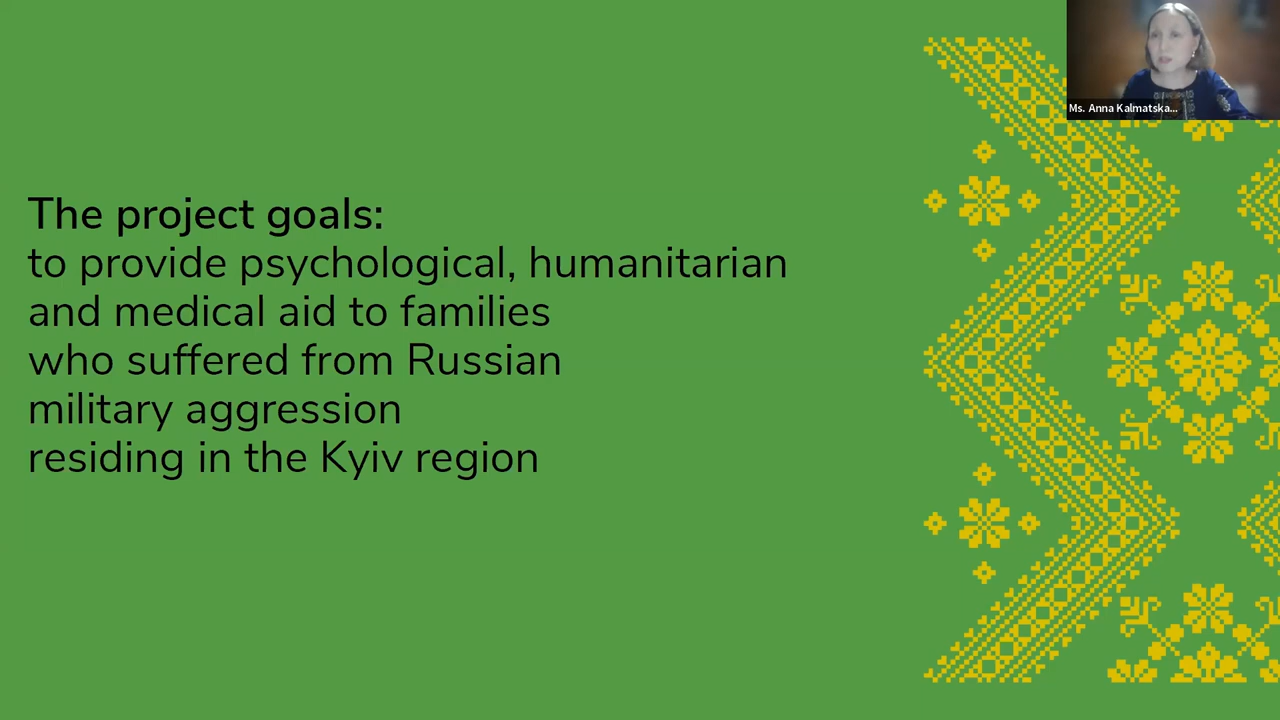 Ms. Anna Kalmatska...
The project goals:
to provide psychological, humanitarian
and medical aid to families
who suffered from Russian
military aggression
residing in the Kyiv region